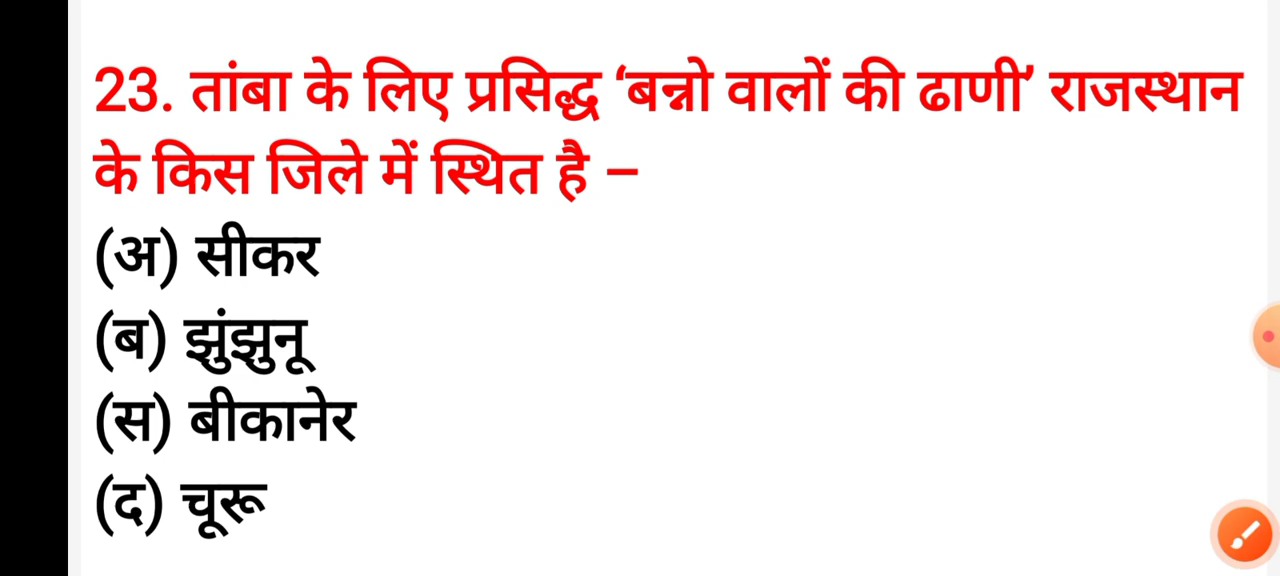 23. तांबा के लिए प्रसिद्ध ‘बन्नो वालों की ढाणी’ राजस्थान
के किस जिले में स्थित है –
(अ) सीकर
(ब) झुंझुनू
(स) बीकानेर
(द) चूरू